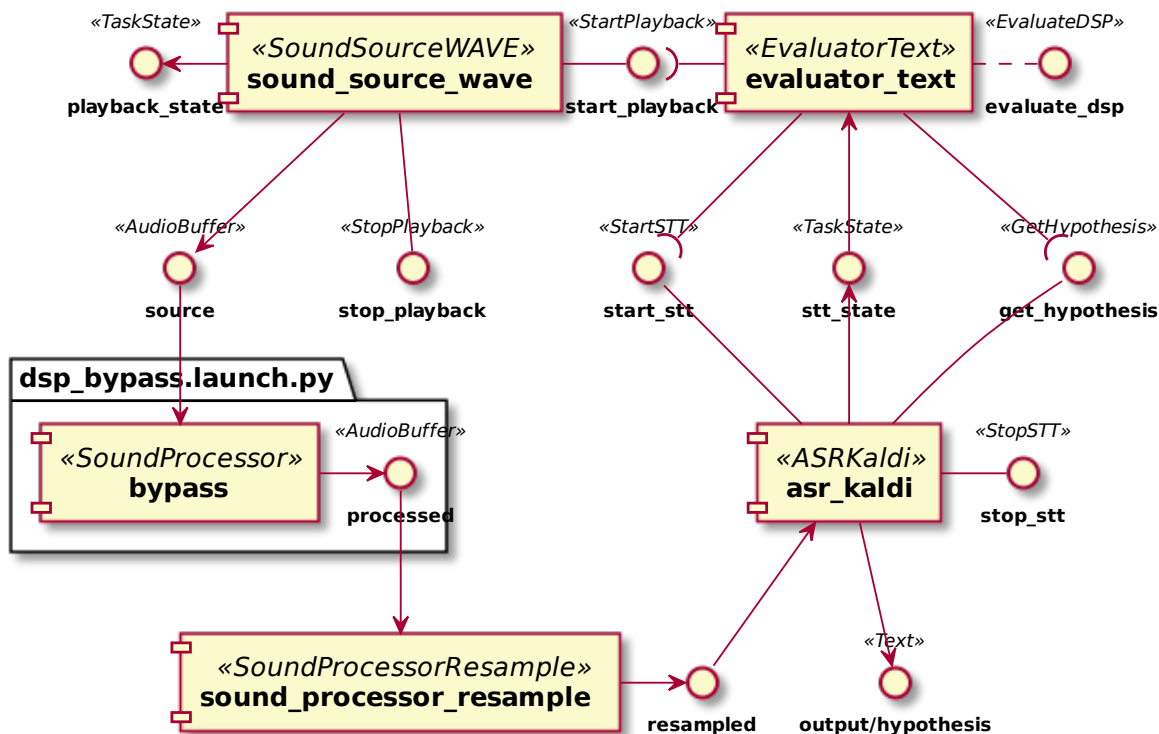 «TaskState»
«SoundSourceWAVE»
sound_source_wave
playback_state
«StartPlayback»
start_playback
«EvaluatorText»
evaluator_text
«EvaluateDSP»
evaluate_dsp
«AudioBuffer»
source
«StopPlayback»
stop_playback
«StartSTT»
start_stt
«TaskState»
stt_state
«GetHypothesis»
get_hypothesis
dsp_bypass.launch.py
«SoundProcessor»
bypass
«AudioBuffer»
processed
«ASRKaldi»
asr_kaldi
«StopSTT»
stop_stt
«SoundProcessorResample»
sound_processor_resample
resampled
«Text»
output/hypothesis